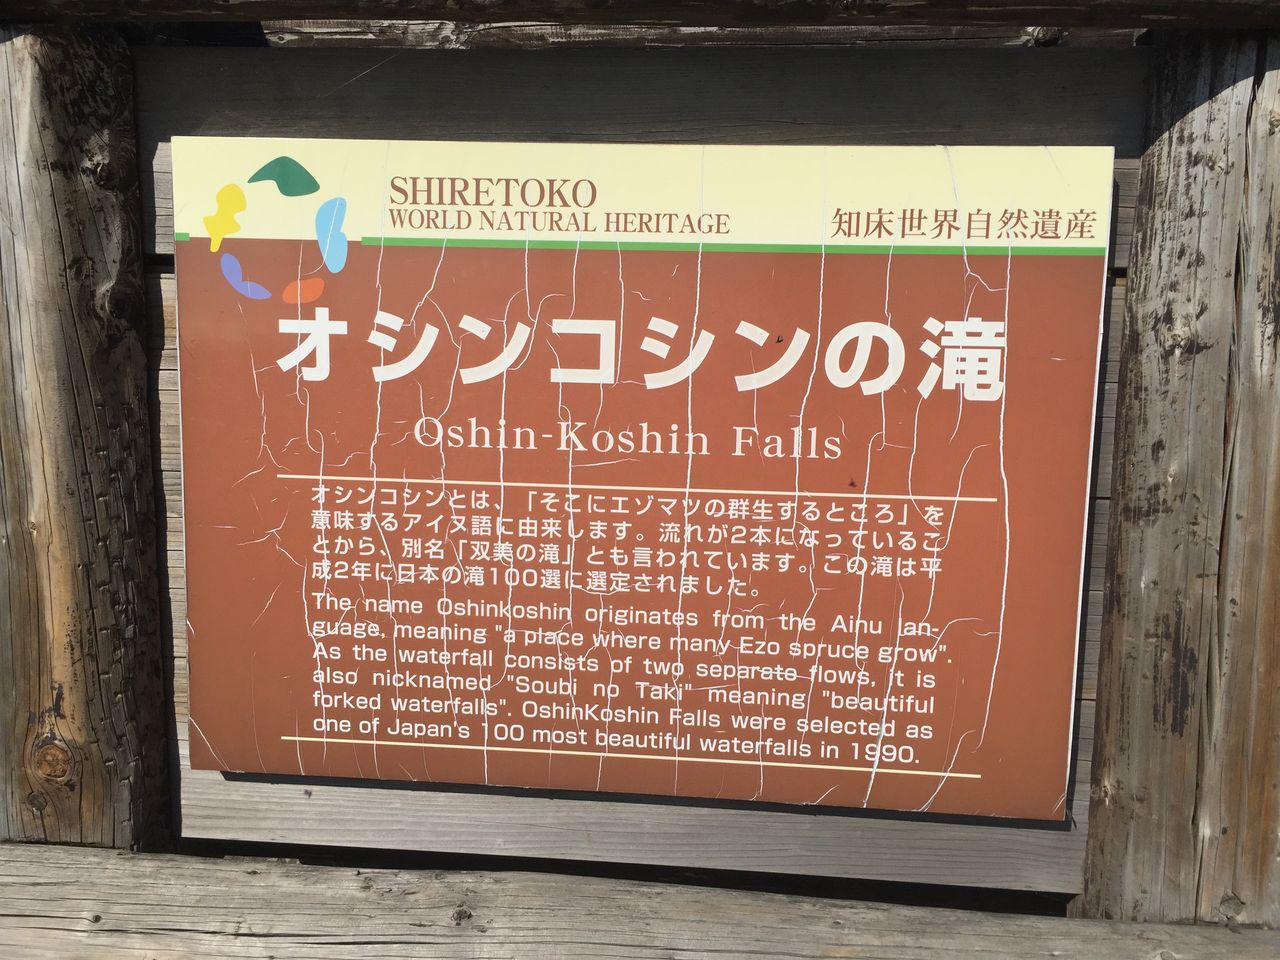 SHIRETOKO
WORLD NATURAL HERITAGE
知床世界自然遺産
オシンコシンの滝
Oshin-Koshin Falls
オシンコシンとは、「そこにエゾマツの群生するところ」を
意味するアイヌ語に由来します。流れが2本になっているこ
とから、別名「双美の滝」とも言われています。この滝は平
成2年に日本の滝100選に選定されました。
The name Oshinkoshin originates from the Ainu lan-
guage, meaning "a place where many Ezo spruce grow".
As the waterfall consists of two separate flows, it is
also nicknamed "Soubi no Taki" meaning "beautiful
forked waterfalls". OshinKoshin Falls were selected as
one of Japan's 100 most beautiful waterfalls in 1990.